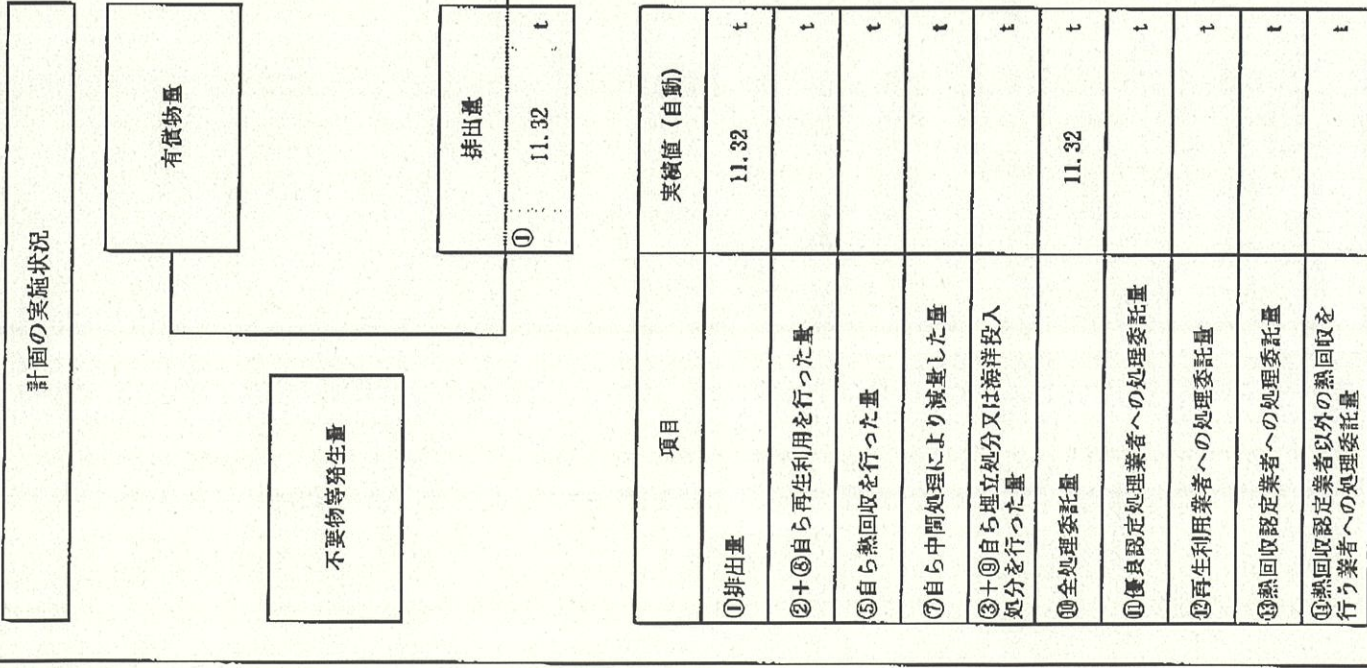 計画の実施状況
有償物量
不要物等発生量
排出量
① 11.32 t
項目 実績値（自動）
①排出量 11.32 t
②+⑧自ら再生利用を行った量 t
⑤自ら熱回収を行った量 t
⑦自ら中間処理により減量した量 t
③+⑨自ら埋立処分又は海洋投入
処分を行った量 t
⑩全処理委託量 11.32 t
⑪優良認定処理業者への処理委託量 t
⑫再生利用業者への処理委託量 t
⑬熱回収認定業者への処理委託量 t
⑭熱回収認定業者以外の熱回収を
行う業者への処理委託量 t